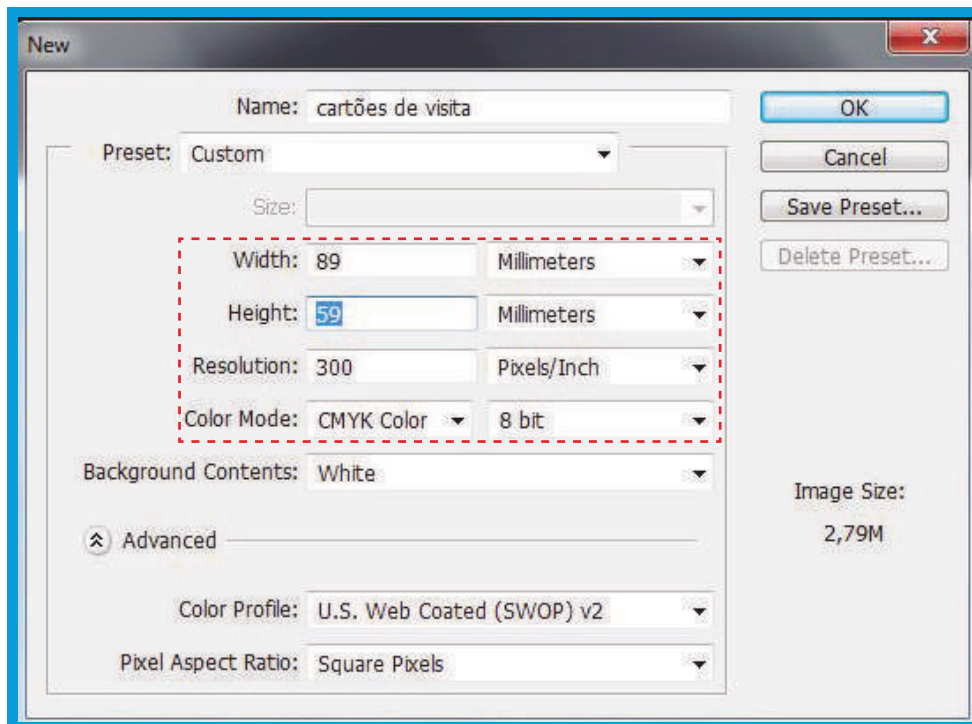 New
Name: cartões de visita
OK
Preset: Custom
Cancel
Size:
Save Preset...
Width: 89 Millimeters
Delete Preset...
Height: 59 Millimeters
Resolution: 300 Pixels/Inch
Color Mode: CMYK Color 8 bit
Background Contents: White
Image Size:
2,79M
Advanced
Color Profile: U.S. Web Coated (SWOP) v2
Pixel Aspect Ratio: Square Pixels